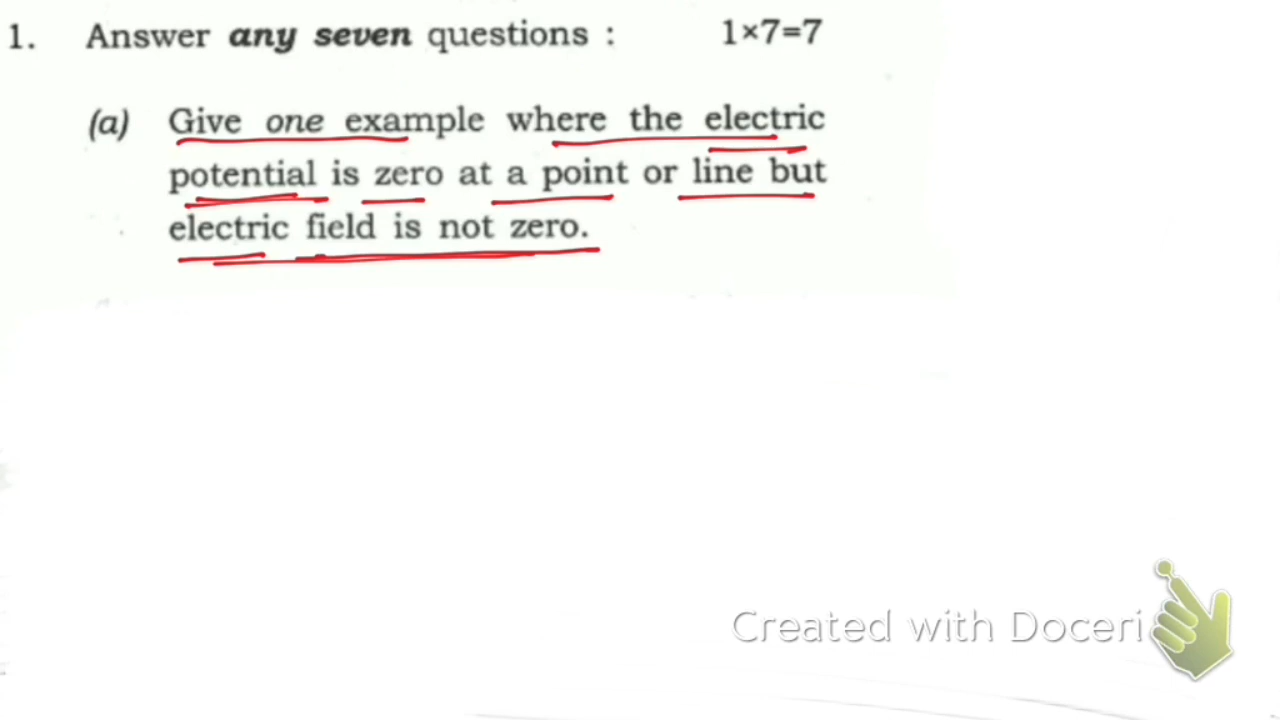 1. Answer any seven questions : 1×7=7
(a) Give one example where the electric
potential is zero at a point or line but
electric field is not zero.
Created with Doceri